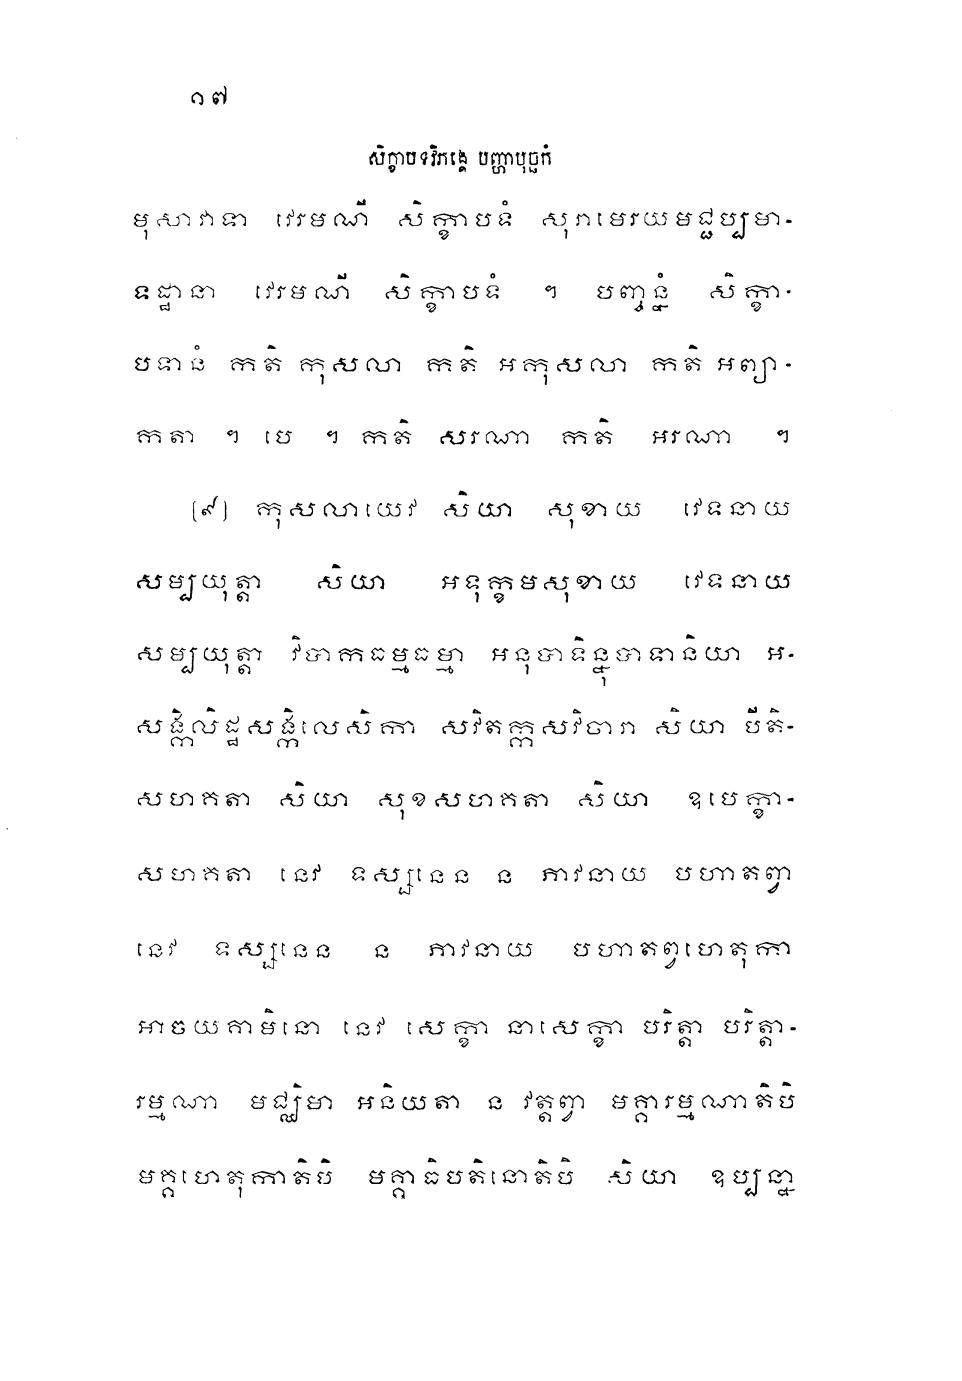 ១៧
សិក្ខាបទវិភង្គេ បញ្ហាបុច្ឆកំ
មុសាវាទា វេរមណី សិក្ខាបទំ សុរាមេរយមជ្ជប្បមា-
ទដ្ឋានា វេរមណី សិក្ខាបទំ ។ បញ្ចន្នំ សិក្ខា-
បទានំ កតិ កុសលា កតិ អកុសលា កតិ អព្យា-
កតា ។ បេ ។ កតិ សរណា កតិ អរណា ។
(៩) កុសលាយេវ សិយា សុខាយ វេទនាយ
សម្បយុត្តា សិយា អទុក្ខមសុខាយ វេទនាយ
សម្បយុត្តា វិបាកធម្មធម្មា អនុបាទិន្នុបាទានិយា អ-
សង្កិលិដ្ឋសង្កិលេសិកា សវិតក្កសវិចារា សិយា បីតិ-
សហគតា សិយា សុខសហគតា សិយា ឧបេក្ខា-
សហគតា នេវ ទស្សនេន ន ភាវនាយ បហាតព្វា
នេវ ទស្សនេន ន ភាវនាយ បហាតព្វហេតុកា
អាចយគាមិនោ នេវ សេក្ខា នាសេក្ខា បរិត្តា បរិត្តា-
រម្មណា មជ្ឈិមា អនិយតា ន វត្តព្វា មគ្គារម្មណាតិបិ
មគ្គហេតុកាតិបិ មគ្គាធិបតិនោតិបិ សិយា ឧប្បន្នា